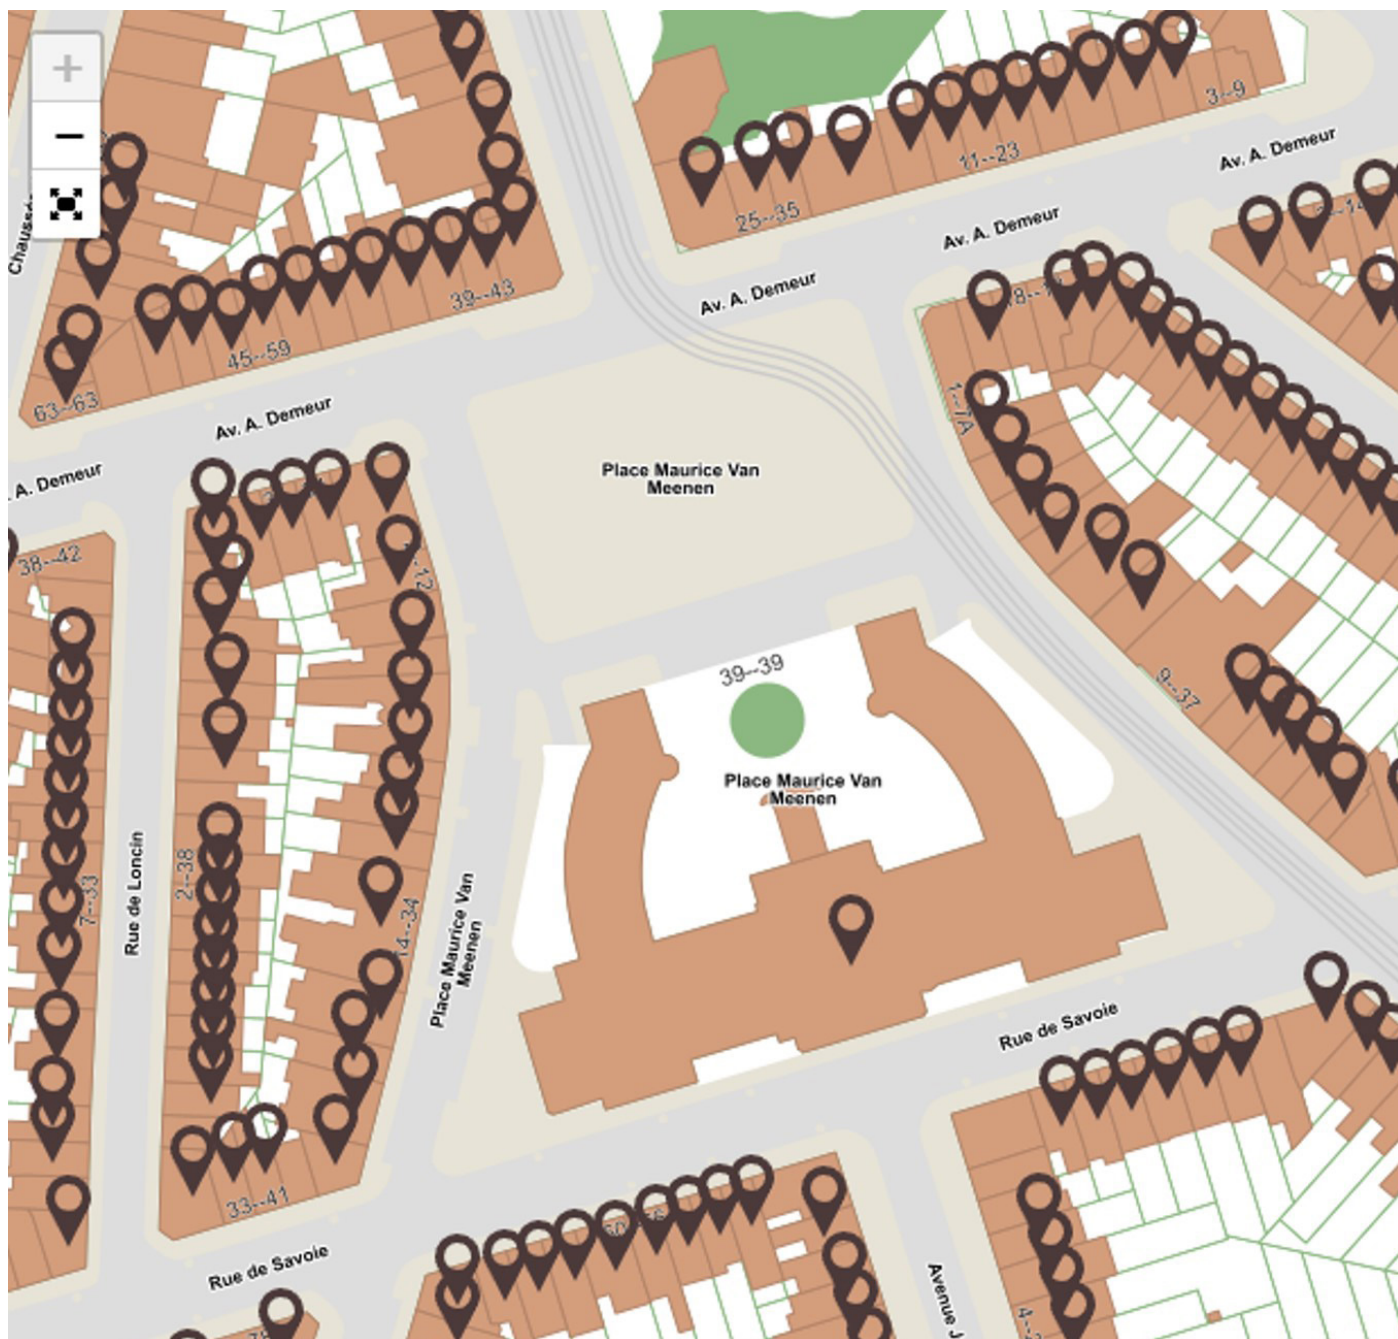 3--9
Av. A. Demeur
11--23
25--35
Av. A. Demeur
Chaussé
Av. A. Demeur
39--43
45--59
63--63
Av. A. Demeur
1--7A
A. Demeur
Place Maurice Van
Meenen
38--42
39--39
9--37
Place Maurice Van
Meenen
Rue de Loncin
2--38
7--33
14--34
Place Maurice Van
Meenen
Rue de Savoie
33--41
Rue de Savoie
Avenue J